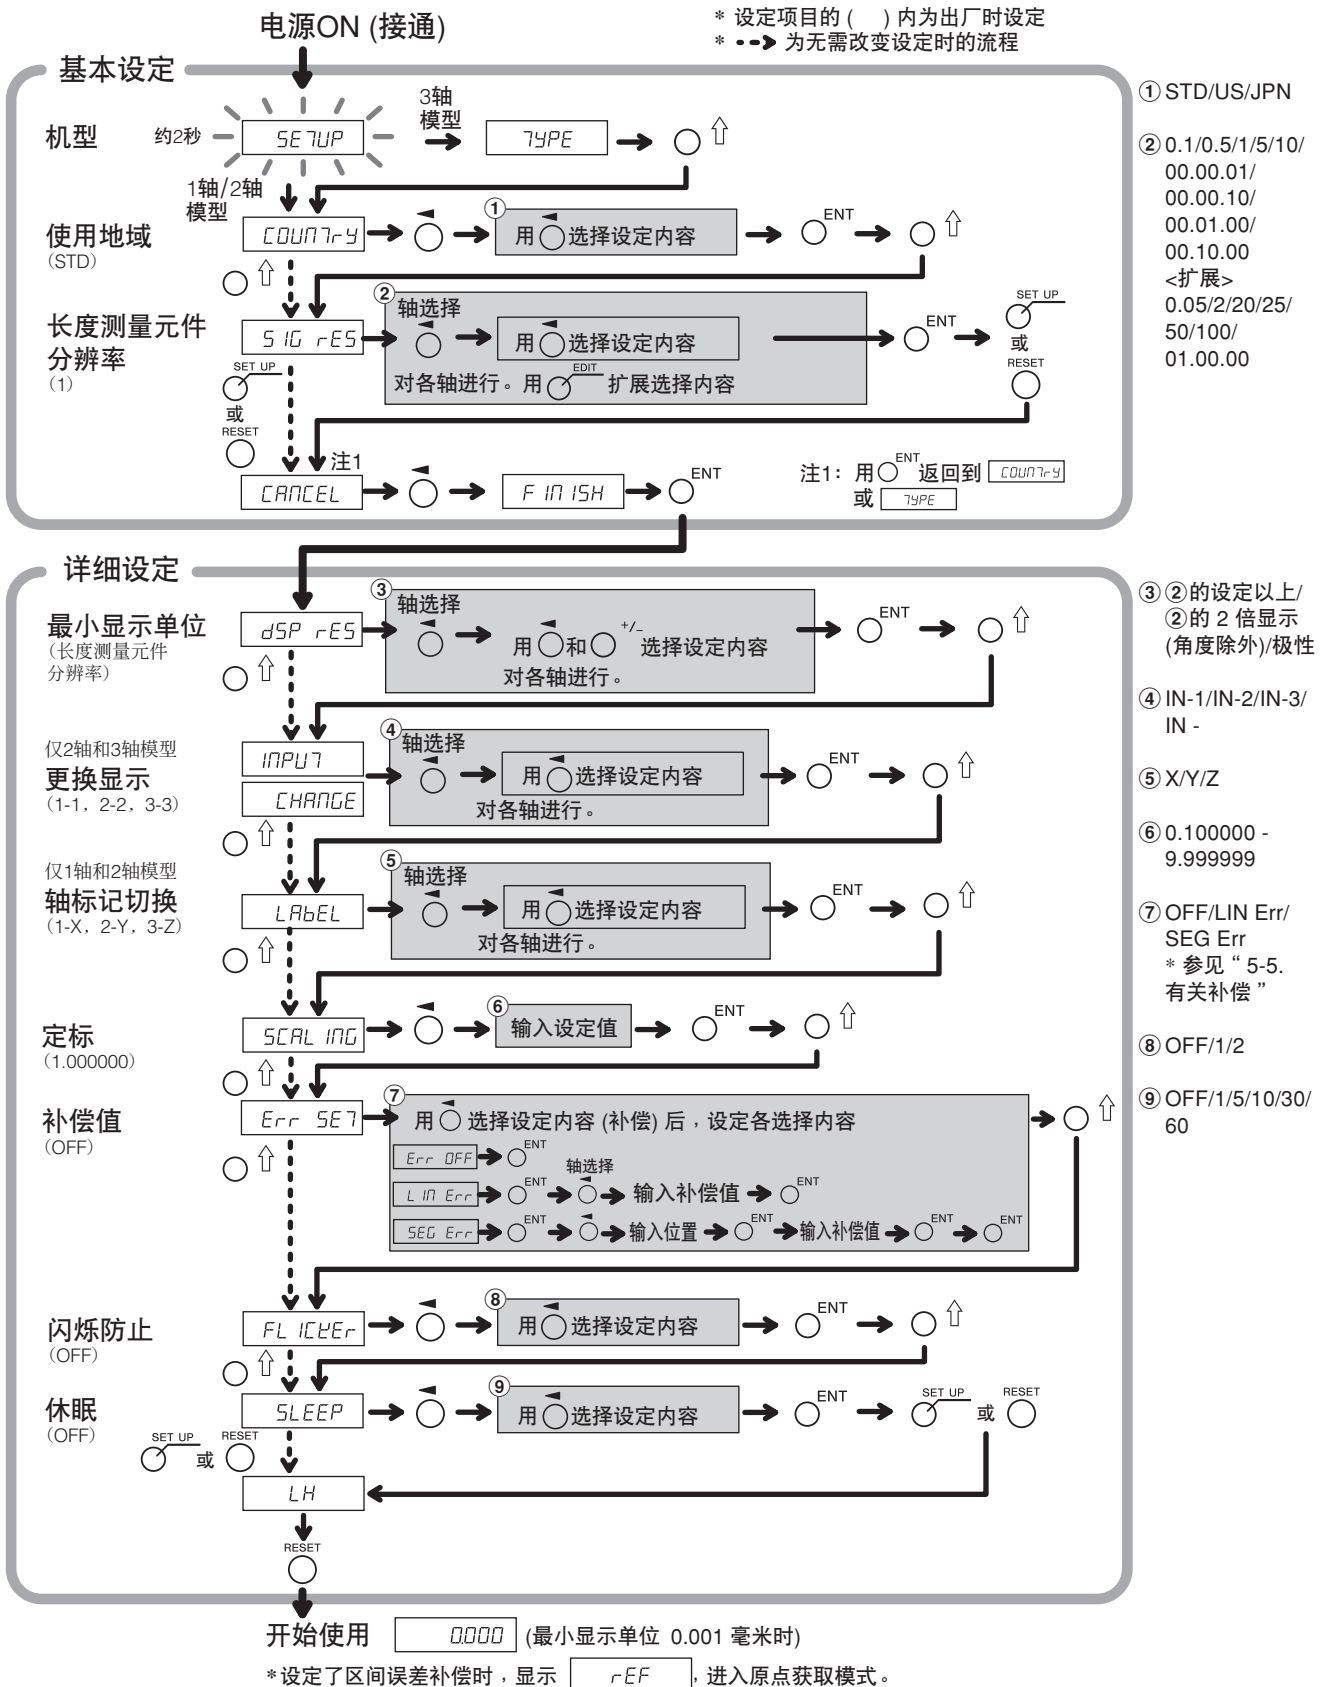 电源ON (接通)
* 设定项目的 (　) 内为出厂时设定
* 为无需改变设定时的流程
基本设定
机型
约2秒
SETUP
3轴
模型
TYPE
1轴/2轴
模型
使用地域
(STD)
COUNTrY
①
用 选择设定内容
ENT
长度测量元件
分辨率
(1)
SIG rES
②
轴选择
用 选择设定内容
对各轴进行。用 EDIT 扩展选择内容
ENT
SET UP
或
RESET
SET UP
或
RESET
注1
CANCEL
FINISH
ENT
注1: 用 ENT 返回到 COUNTrY
或 TYPE
① STD/US/JPN
② 0.1/0.5/1/5/10/
00.00.01/
00.00.10/
00.01.00/
00.10.00
<扩展>
0.05/2/20/25/
50/100/
01.00.00
详细设定
最小显示单位
(长度测量元件
分辨率)
dSP rES
③
轴选择
用 和 +/- 选择设定内容
对各轴进行。
ENT
仅2轴和3轴模型
更换显示
(1-1, 2-2, 3-3)
INPUT
CHANGE
④
轴选择
用 选择设定内容
对各轴进行。
ENT
仅1轴和2轴模型
轴标记切换
(1-X, 2-Y, 3-Z)
LAbEL
⑤
轴选择
用 选择设定内容
对各轴进行。
ENT
定标
(1.000000)
SCALING
⑥
输入设定值
ENT
补偿值
(OFF)
Err SET
⑦
用 选择设定内容 (补偿) 后，设定各选择内容
Err OFF ENT
轴选择
LIN Err ENT 输入补偿值 ENT
SEG Err ENT 输入位置 ENT 输入补偿值 ENT ENT
闪烁防止
(OFF)
FLICKEr
⑧
用 选择设定内容
ENT
休眠
(OFF)
SLEEP
⑨
用 选择设定内容
ENT
SET UP 或 RESET
SET UP 或 RESET
LH
RESET
③ ②的设定以上/
②的 2 倍显示
(角度除外)/极性
④ IN-1/IN-2/IN-3/
IN -
⑤ X/Y/Z
⑥ 0.100000 -
9.999999
⑦ OFF/LIN Err/
SEG Err
* 参见 “ 5-5.
有关补偿 ”
⑧ OFF/1/2
⑨ OFF/1/5/10/30/
60
开始使用 0.000 (最小显示单位 0.001 毫米时)
*设定了区间误差补偿时，显示 rEF ，进入原点获取模式。